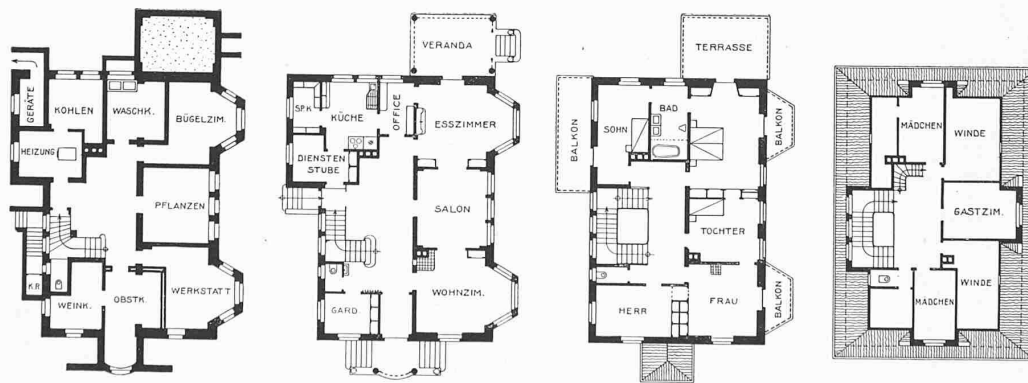 GERÄTE
KOHLEN
WASCHK.
BÜGELZIM.
HEIZUNG
PFLANZEN
K.R.
WEINK.
OBSTK.
WERKSTATT
VERANDA
SP.K.
KÜCHE
OFFICE
ESSZIMMER
DIENSTEN
STUBE
SALON
WOHNZIM.
GARD.
TERRASSE
BALKON
SOHN
BAD
BALKON
TOCHTER
HERR
FRAU
BALKON
MÄDCHEN
WINDE
GASTZIM.
WINDE
MÄDCHEN